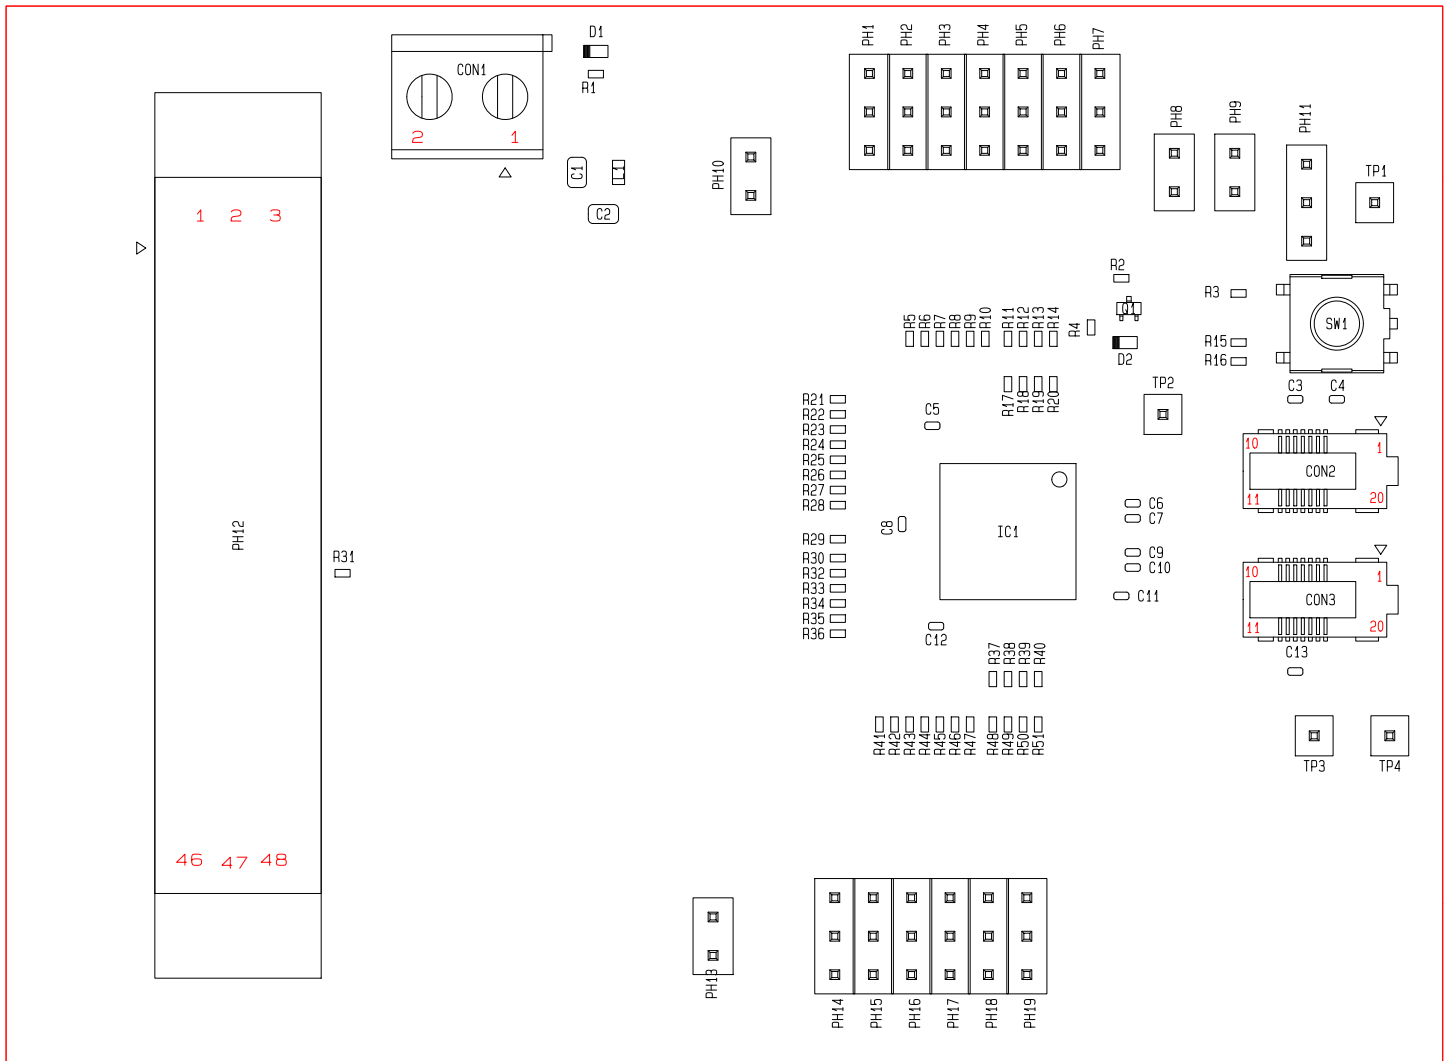 PH1
PH2
PH3
PH4
PH5
PH6
PH7
D1
CON1
R1
2
1
PH8
PH9
PH11
PH10
C1
L1
C2
TP1
1
2
3
R2
R3
Q1
SW1
R4
R5
R6
R7
R8
R9
R10
R11
R12
R13
R14
R15
R16
D2
TP2
C3
C4
R17
R18
R19
R20
R21
R22
R23
R24
R25
R26
R27
R28
C5
10
1
CON2
11
20
C6
C7
C8
IC1
PH12
R31
R29
R30
R32
R33
R34
R35
R36
C9
C10
C11
C12
10
1
CON3
11
20
C13
R37
R38
R39
R40
R41
R42
R43
R44
R45
R46
R47
R48
R49
R50
R51
TP3
TP4
46
47
48
PH13
PH14
PH15
PH16
PH17
PH18
PH19